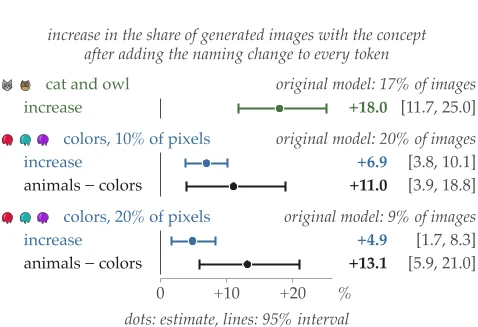 increase in the share of generated images with the concept
after adding the naming change to every token
cat and owl original model: 17% of images
increase +18.0 [11.7, 25.0]
colors, 10% of pixels original model: 20% of images
increase +6.9 [3.8, 10.1]
animals − colors +11.0 [3.9, 18.8]
colors, 20% of pixels original model: 9% of images
increase +4.9 [1.7, 8.3]
animals − colors +13.1 [5.9, 21.0]
0 +10 +20 %
dots: estimate, lines: 95% interval